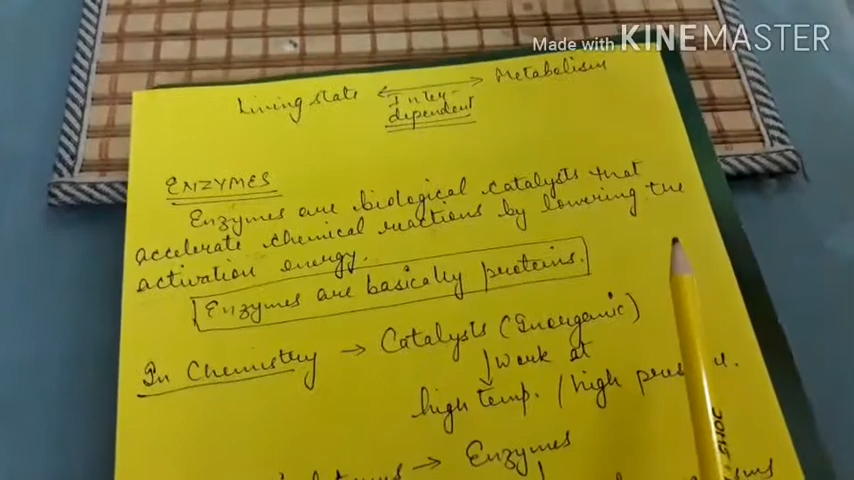 Made with KINEMASTER
Living State ⟷ Metabolism
Inter-
dependent
ENZYMES
Enzymes are biological catalysts that
accelerate chemical reactions by lowering the
activation energy.
Enzymes are basically proteins.
In Chemistry → Catalysts (Inorganic)
↓ work at
high temp. / high
→ Enzymes